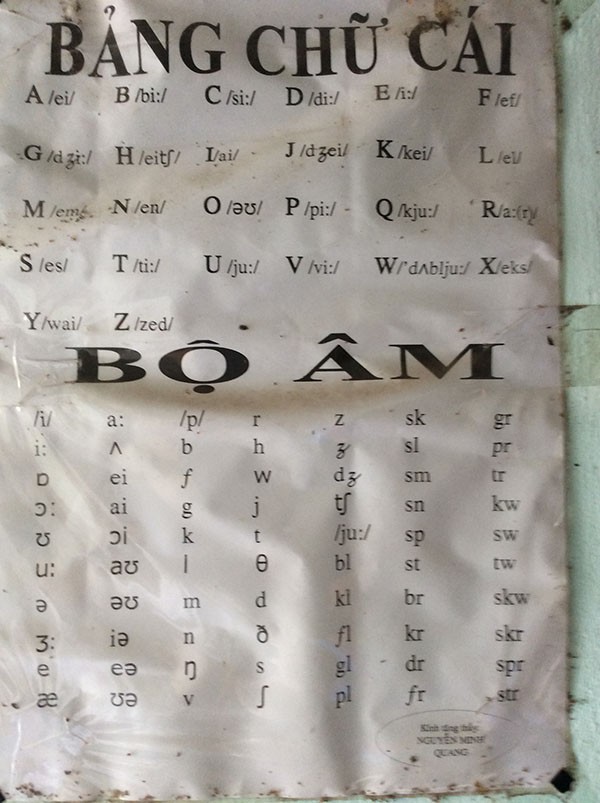 BẢNG CHỮ CÁI
A /ei/ B /bi:/ C /si:/ D /di:/ E /i:/ F /ef/
G /dʒi:/ H /eitʃ/ I /ai/ J /dʒei/ K /kei/ L /el/
M /em/ N /en/ O /əʊ/ P /pi:/ Q /kju:/ R /a:(r)/
S /es/ T /ti:/ U /ju:/ V /vi:/ W /'dʌblju:/ X /eks/
Y /wai/ Z /zed/
BỘ ÂM
/i/ a: /p/ r z sk gr
i: ʌ b h ʒ sl pr
ɒ ei f w dʒ sm tr
ɔ: ai g j tʃ sn kw
ʊ ɔi k t /ju:/ sp sw
u: aʊ l θ bl st tw
ə əʊ m d kl br skw
ɜ: iə n ð fl kr skr
e eə ŋ s gl dr spr
æ ʊə v ʃ pl fr str
Kính tặng thầy
NGUYỄN MINH
QUANG